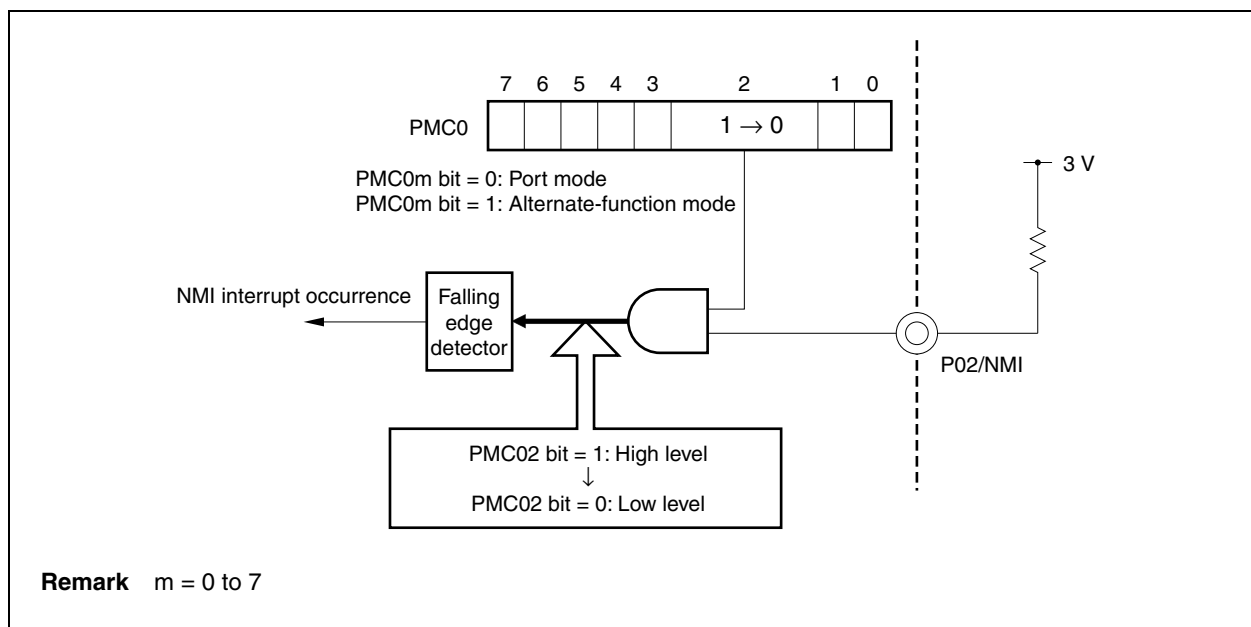 7 6 5 4 3 2 1 0
PMC0
1 → 0
3 V
PMC0m bit = 0: Port mode
PMC0m bit = 1: Alternate-function mode
NMI interrupt occurrence
Falling
edge
detector
P02/NMI
PMC02 bit = 1: High level
↓
PMC02 bit = 0: Low level
Remark m = 0 to 7